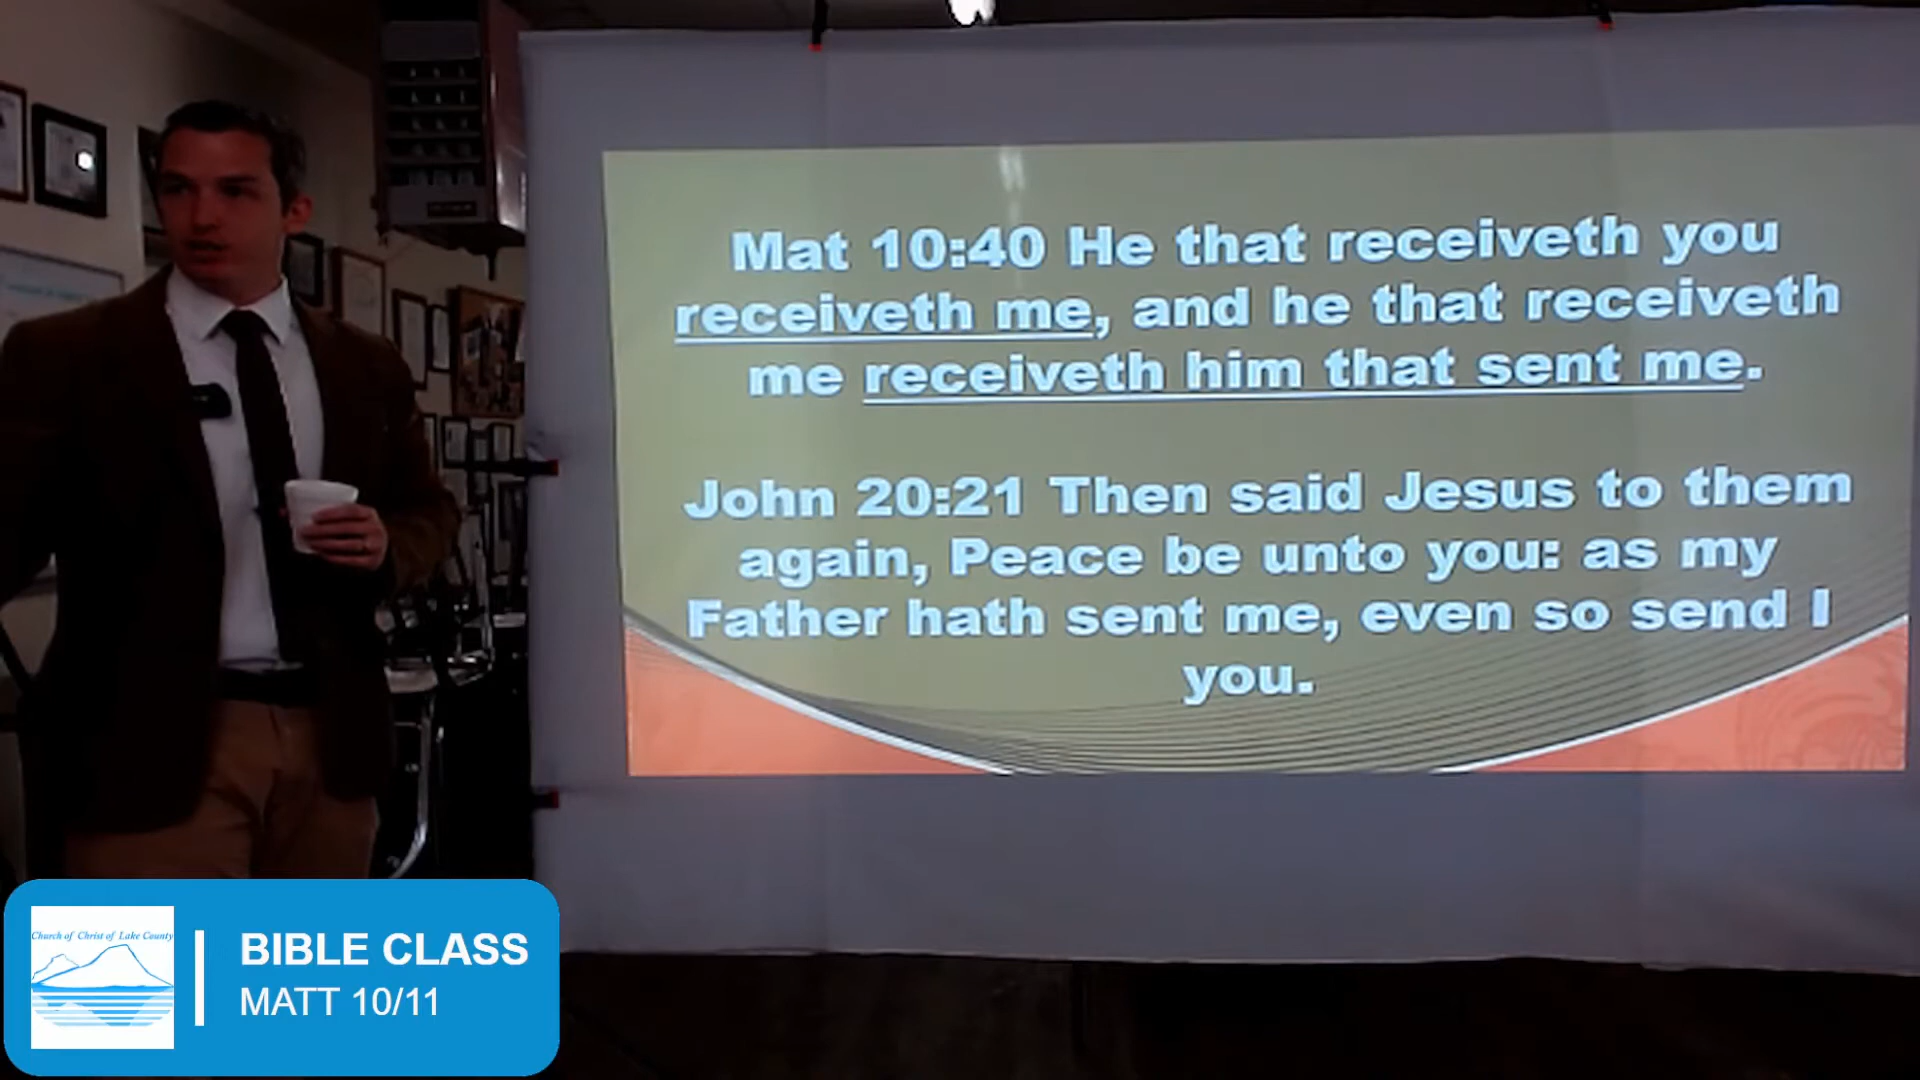 Mat 10:40 He that receiveth you
receiveth me, and he that receiveth
me receiveth him that sent me.
John 20:21 Then said Jesus to them
again, Peace be unto you: as my
Father hath sent me, even so send I
you.
Church of Christ of Lake County
BIBLE CLASS
MATT 10/11